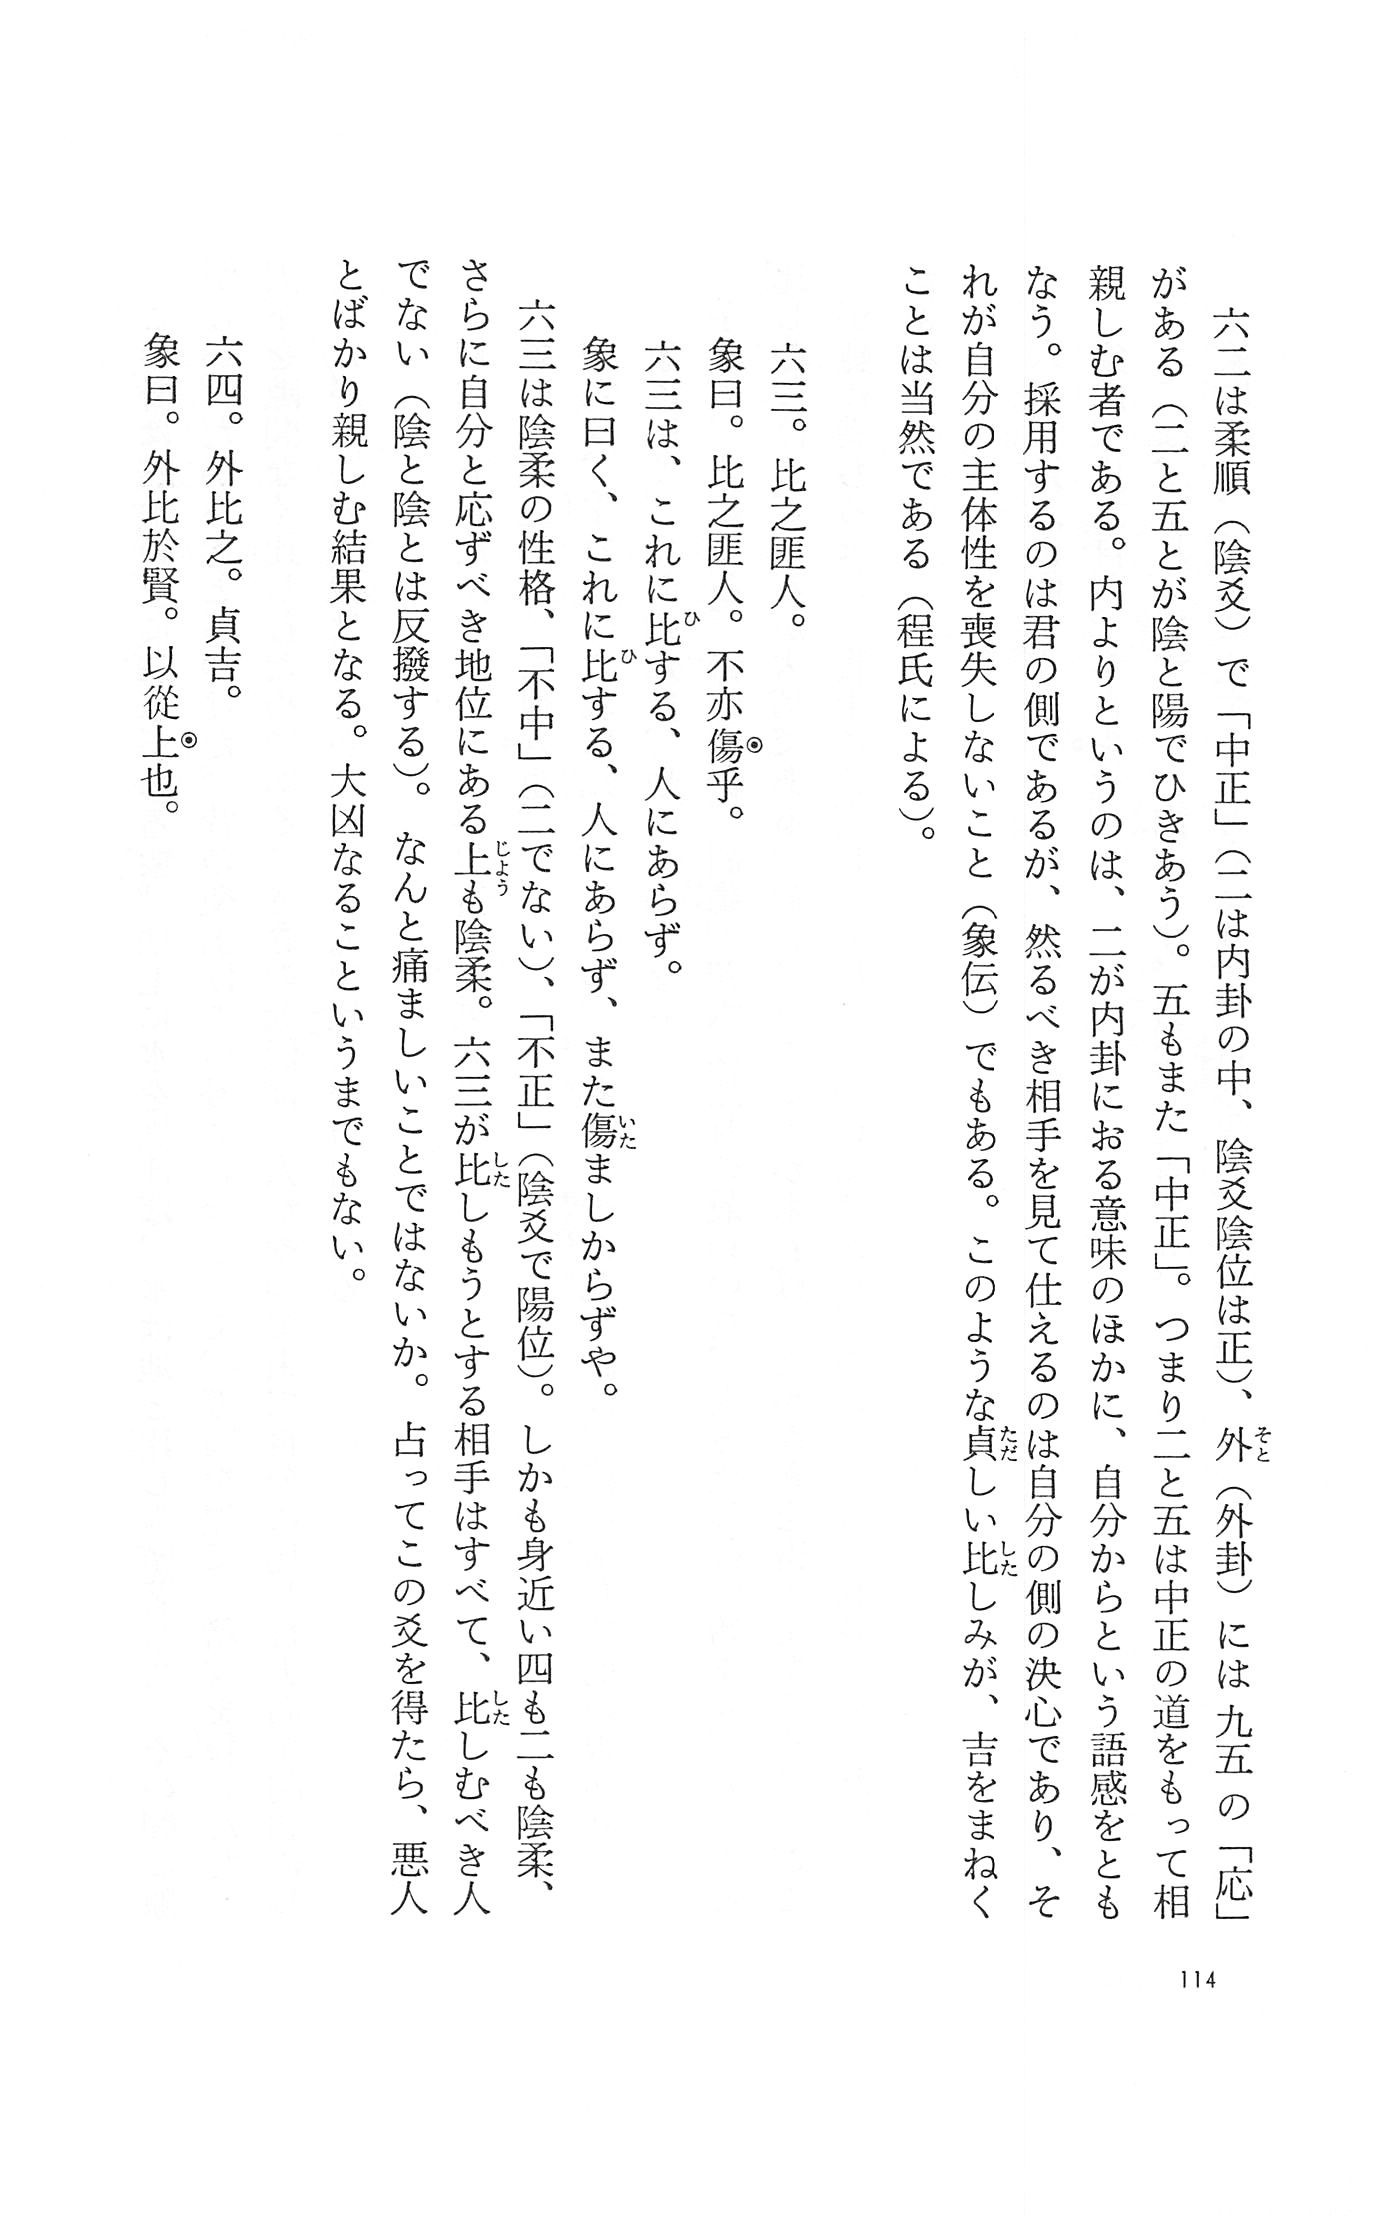 六二は柔順（陰爻）で「中正」（二は内卦の中、陰爻陰位は正）、外（外卦）には九五の「応」
がある（二と五とが陰と陽でひきあう）。五もまた「中正」。つまり二と五は中正の道をもって相
親しむ者である。内よりというのは、二が内卦におる意味のほかに、自分からという語感をとも
なう。採用するのは君の側であるが、然るべき相手を見て仕えるのは自分の側の決心であり、そ
れが自分の主体性を喪失しないこと（象伝）でもある。このような貞しい比しみが、吉をまねく
ことは当然である（程氏による）。
六三。比之匪人。
象曰。比之匪人。不亦傷乎。
六三は、これに比する、人にあらず。
象に曰く、これに比する、人にあらず、また傷ましからずや。
六三は陰柔の性格、「不中」（二でない）、「不正」（陰爻で陽位）。しかも身近い四も二も陰柔、
さらに自分と応ずべき地位にある上も陰柔。六三が比しもうとする相手はすべて、比しむべき人
でない（陰と陰とは反撥する）。なんと痛ましいことではないか。占ってこの爻を得たら、悪人
とばかり親しむ結果となる。大凶なるこというまでもない。
六四。外比之。貞吉。
象曰。外比於賢。以從上也。
114